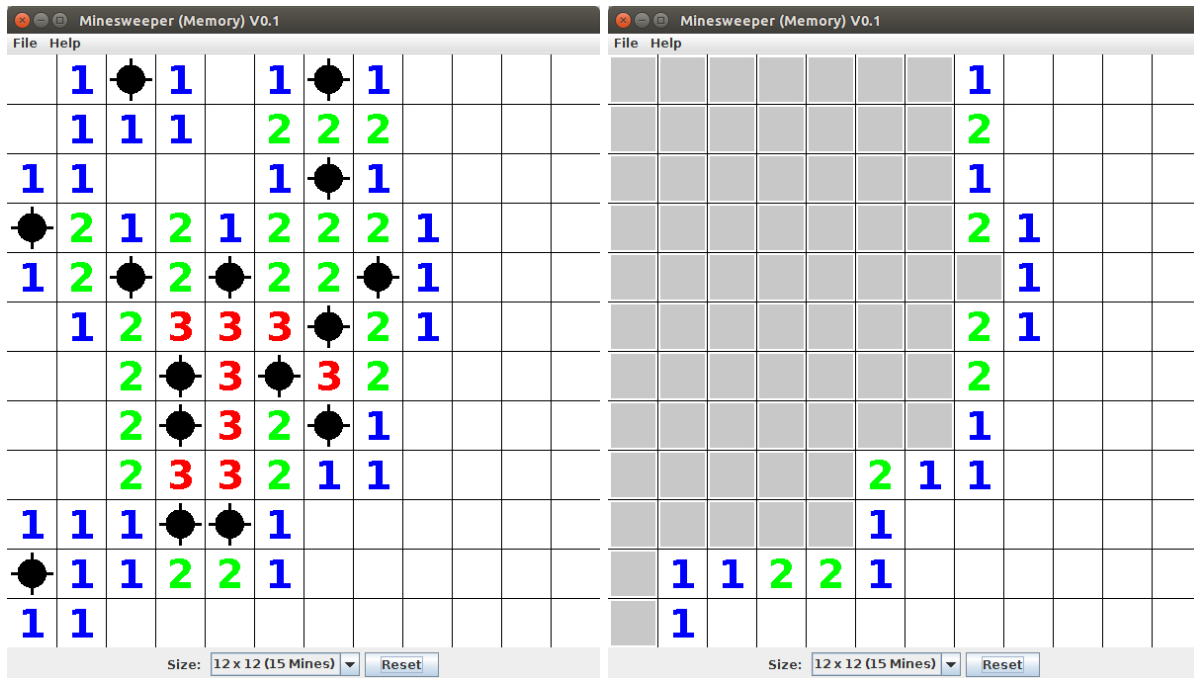 Minesweeper (Memory) V0.1
File Help
1 1 1 1
1 1 1 2 2 2
1 1 1 1
2 1 2 1 2 2 2 1
1 2 2 2 2 1
1 2 3 3 3 2 1
2 3 3 2
2 3 2 1
2 3 3 2 1 1
1 1 1 1
1 1 2 2 1
1 1
Size: 12 x 12 (15 Mines) Reset
Minesweeper (Memory) V0.1
File Help
1
2
1
2 1
1
2 1
2
1
2 1 1
1
1 1 2 2 1
1
Size: 12 x 12 (15 Mines) Reset